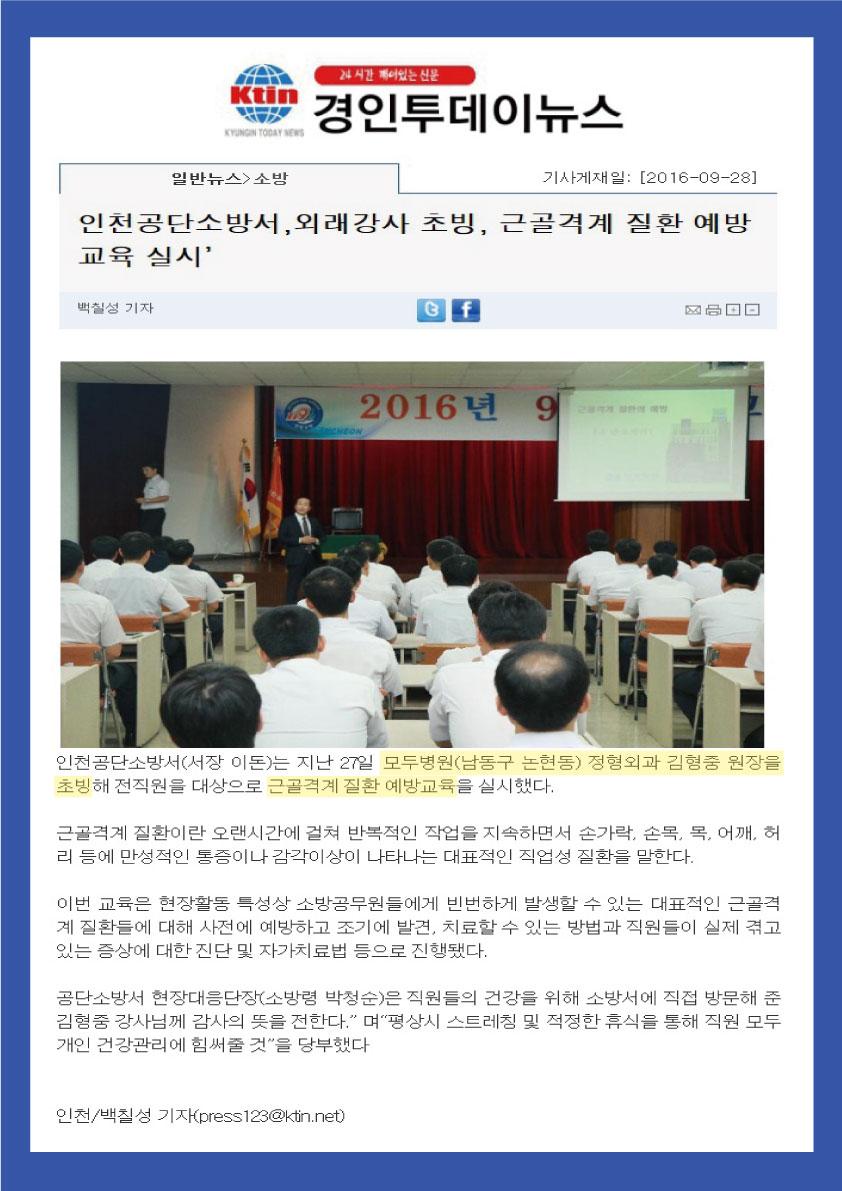 24 시간 깨어있는 신문
Ktin
KYUNGIN TODAY NEWS
경인투데이뉴스
일반뉴스>소방
기사게재일: [2016-09-28]
인천공단소방서,외래강사 초빙, 근골격계 질환 예방
교육 실시’
백칠성 기자
2016년 9
근골격계 질환의 예방
119
INCHEON
인천공단소방서(서장 이돈)는 지난 27일 모두병원(남동구 논현동) 정형외과 김형중 원장을
초빙해 전직원을 대상으로 근골격계 질환 예방교육을 실시했다.
근골격계 질환이란 오랜시간에 걸쳐 반복적인 작업을 지속하면서 손가락, 손목, 목, 어깨, 허
리 등에 만성적인 통증이나 감각이상이 나타나는 대표적인 직업성 질환을 말한다.
이번 교육은 현장활동 특성상 소방공무원들에게 빈번하게 발생할 수 있는 대표적인 근골격
계 질환들에 대해 사전에 예방하고 조기에 발견, 치료할 수 있는 방법과 직원들이 실제 겪고
있는 증상에 대한 진단 및 자가치료법 등으로 진행됐다.
공단소방서 현장대응단장(소방령 박청순)은 직원들의 건강을 위해 소방서에 직접 방문해 준
김형중 강사님께 감사의 뜻을 전한다.” 며“평상시 스트레칭 및 적정한 휴식을 통해 직원 모두
개인 건강관리에 힘써줄 것”을 당부했다
인천/백칠성 기자(press123@ktin.net)